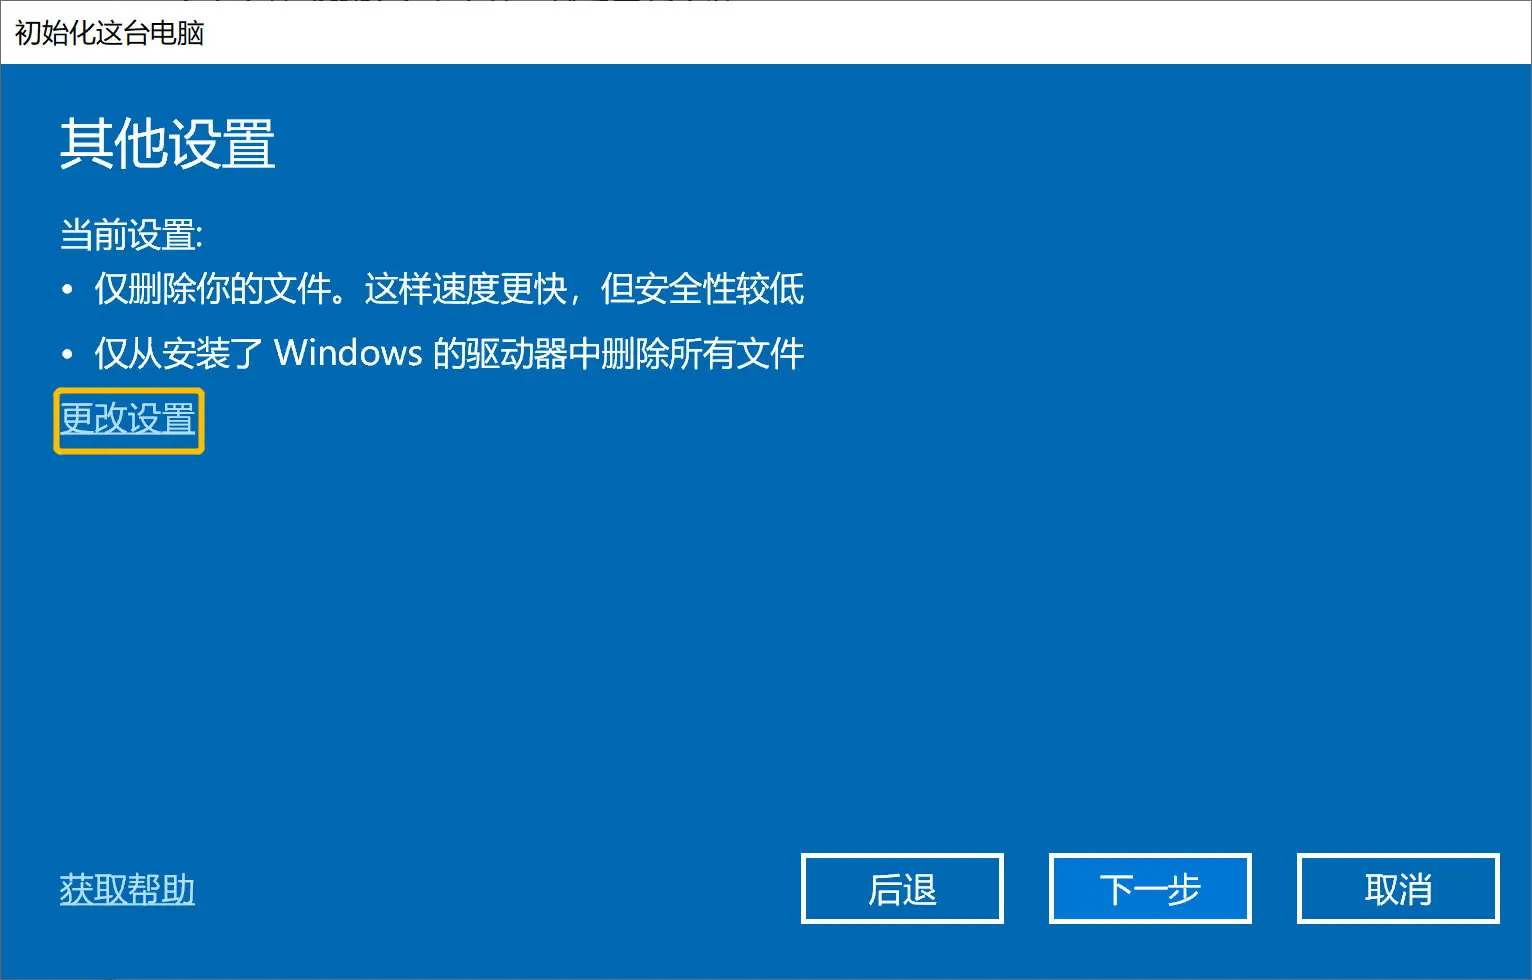 初始化这台电脑
其他设置
当前设置:
• 仅删除你的文件。这样速度更快，但安全性较低
• 仅从安装了 Windows 的驱动器中删除所有文件
更改设置
获取帮助
后退
下一步
取消